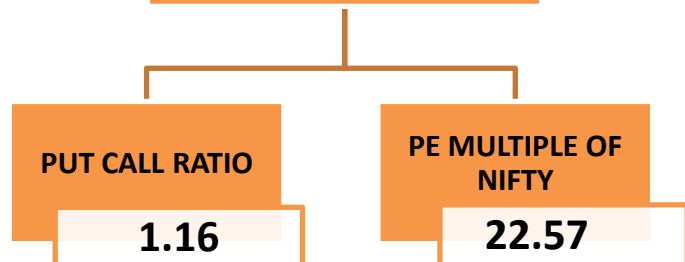 PUT CALL RATIO
1.16
PE MULTIPLE OF
NIFTY
22.57